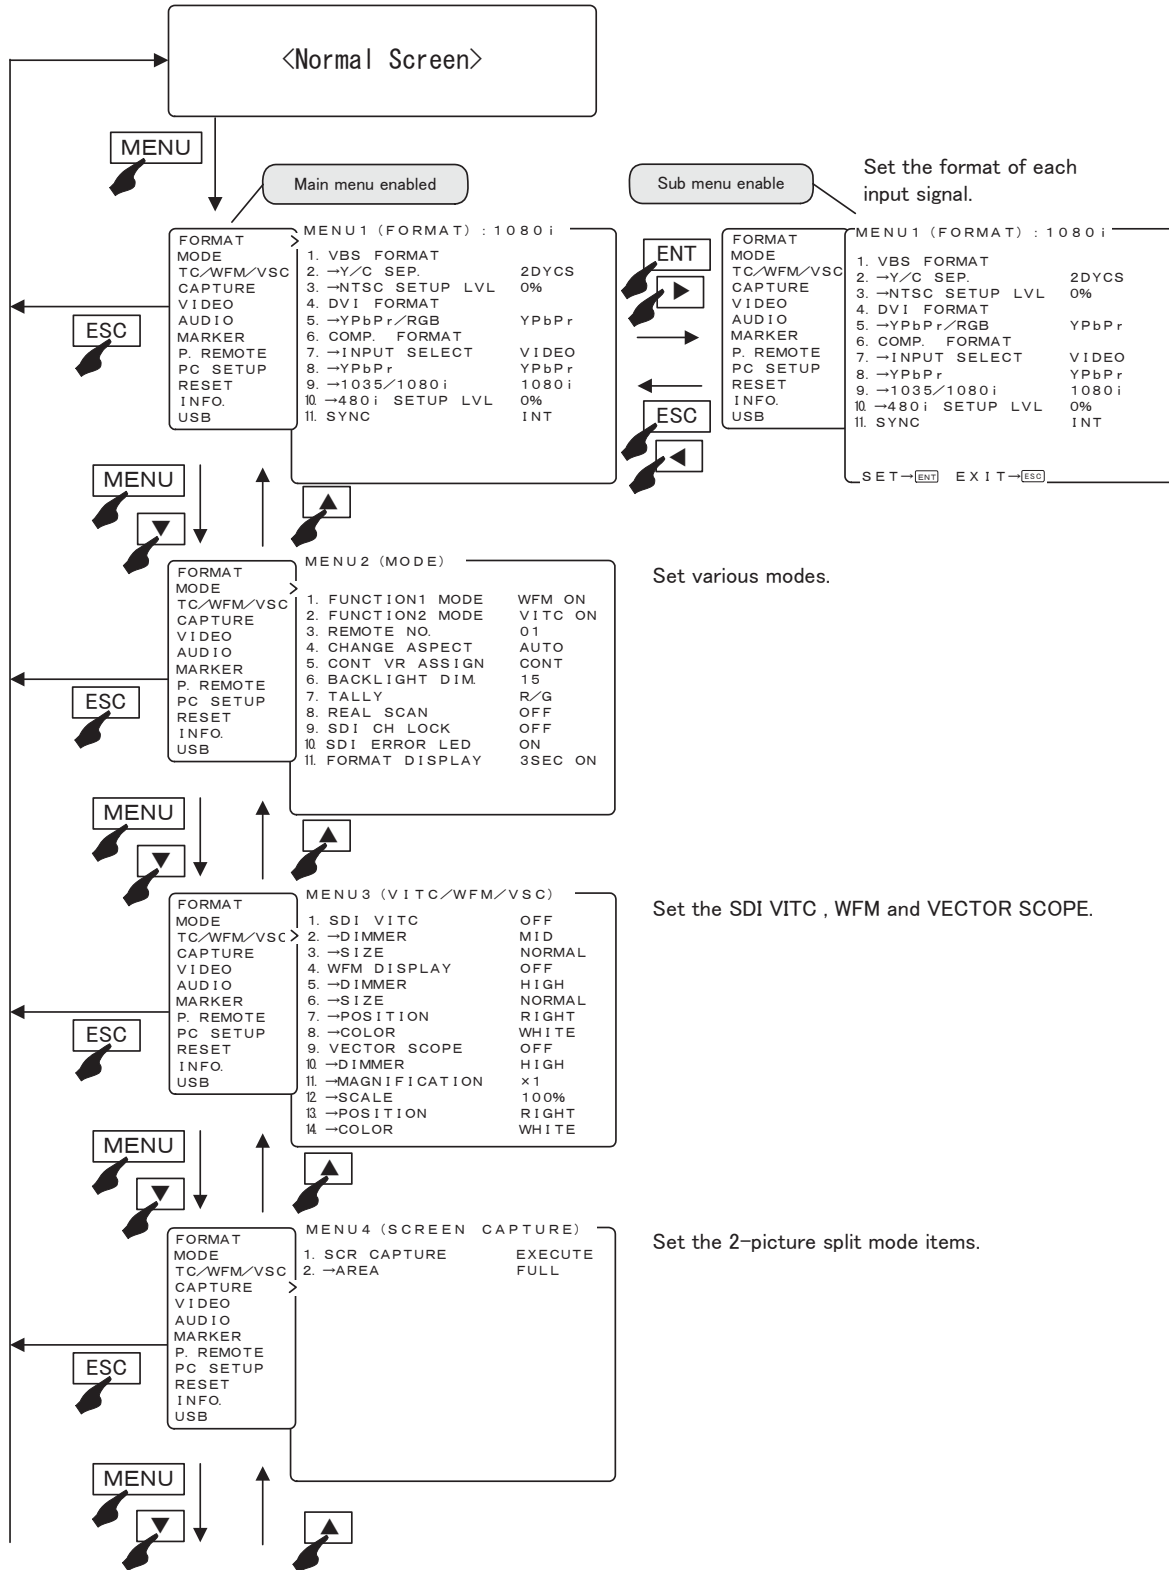 <Normal Screen>
MENU
Main menu enabled
Sub menu enable
Set the format of each
input signal.
FORMAT
MODE
TC/WFM/VSC
CAPTURE
VIDEO
AUDIO
MARKER
P. REMOTE
PC SETUP
RESET
INFO.
USB
>
MENU1 (FORMAT) : 1080i
1. VBS FORMAT
2. →Y/C SEP. 2DYCS
3. →NTSC SETUP LVL 0%
4. DVI FORMAT
5. →YPbPr/RGB YPbPr
6. COMP. FORMAT
7. →INPUT SELECT VIDEO
8. →YPbPr YPbPr
9. →1035/1080i 1080i
10. →480i SETUP LVL 0%
11. SYNC INT
ESC
ENT
▶
ESC
◀
FORMAT
MODE
TC/WFM/VSC
CAPTURE
VIDEO
AUDIO
MARKER
P. REMOTE
PC SETUP
RESET
INFO.
USB
MENU1 (FORMAT) : 1080i
1. VBS FORMAT
2. →Y/C SEP. 2DYCS
3. →NTSC SETUP LVL 0%
4. DVI FORMAT
5. →YPbPr/RGB YPbPr
6. COMP. FORMAT
7. →INPUT SELECT VIDEO
8. →YPbPr YPbPr
9. →1035/1080i 1080i
10. →480i SETUP LVL 0%
11. SYNC INT
SET→ENT EXIT→ESC
MENU
▼
▲
FORMAT
MODE
TC/WFM/VSC
CAPTURE
VIDEO
AUDIO
MARKER
P. REMOTE
PC SETUP
RESET
INFO.
USB
>
MENU2 (MODE)
1. FUNCTION1 MODE WFM ON
2. FUNCTION2 MODE VITC ON
3. REMOTE NO. 01
4. CHANGE ASPECT AUTO
5. CONT VR ASSIGN CONT
6. BACKLIGHT DIM. 15
7. TALLY R/G
8. REAL SCAN OFF
9. SDI CH LOCK OFF
10. SDI ERROR LED ON
11. FORMAT DISPLAY 3SEC ON
Set various modes.
ESC
MENU
▼
▲
FORMAT
MODE
TC/WFM/VSC
CAPTURE
VIDEO
AUDIO
MARKER
P. REMOTE
PC SETUP
RESET
INFO.
USB
>
MENU3 (VITC/WFM/VSC)
1. SDI VITC OFF
2. →DIMMER MID
3. →SIZE NORMAL
4. WFM DISPLAY OFF
5. →DIMMER HIGH
6. →SIZE NORMAL
7. →POSITION RIGHT
8. →COLOR WHITE
9. VECTOR SCOPE OFF
10. →DIMMER HIGH
11. →MAGNIFICATION ×1
12. →SCALE 100%
13. →POSITION RIGHT
14. →COLOR WHITE
Set the SDI VITC , WFM and VECTOR SCOPE.
ESC
MENU
▼
▲
FORMAT
MODE
TC/WFM/VSC
CAPTURE
VIDEO
AUDIO
MARKER
P. REMOTE
PC SETUP
RESET
INFO.
USB
>
MENU4 (SCREEN CAPTURE)
1. SCR CAPTURE EXECUTE
2. →AREA FULL
Set the 2-picture split mode items.
ESC
MENU
▼
▲